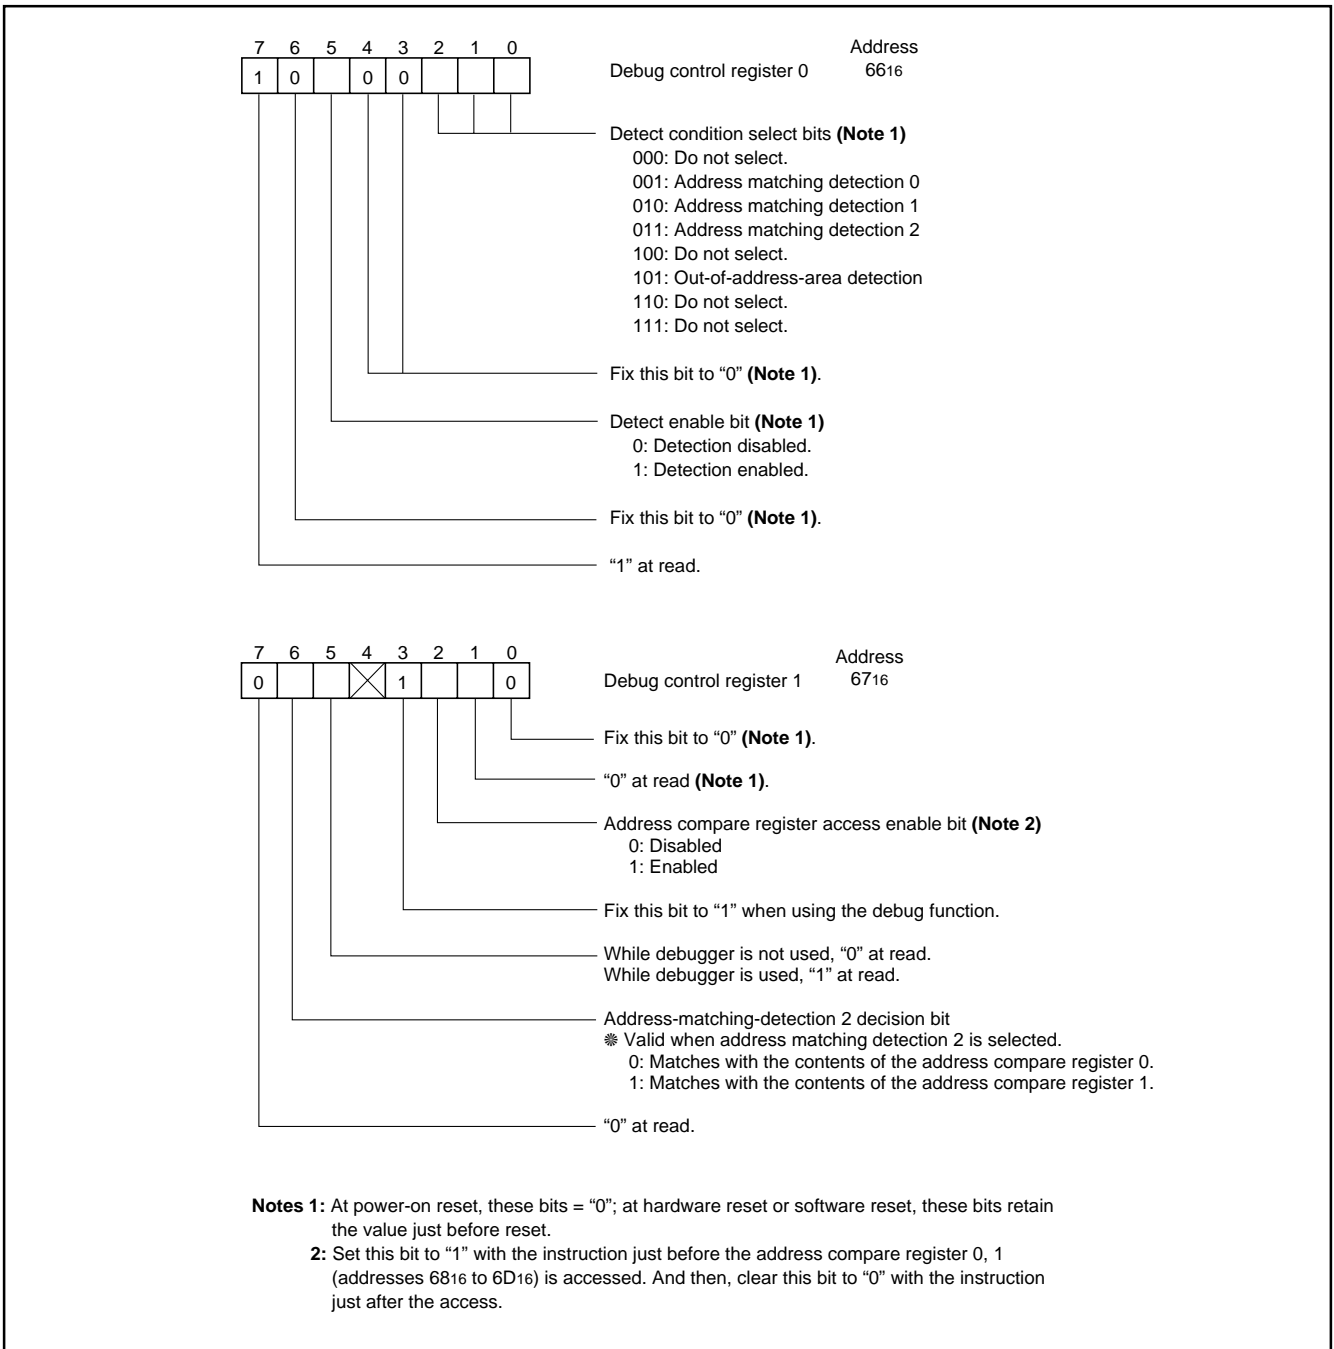 7 6 5 4 3 2 1 0
Address
1 0 0 0
Debug control register 0
6616
Detect condition select bits (Note 1)
000: Do not select.
001: Address matching detection 0
010: Address matching detection 1
011: Address matching detection 2
100: Do not select.
101: Out-of-address-area detection
110: Do not select.
111: Do not select.
Fix this bit to “0” (Note 1).
Detect enable bit (Note 1)
0: Detection disabled.
1: Detection enabled.
Fix this bit to “0” (Note 1).
“1” at read.
7 6 5 4 3 2 1 0
Address
0 1 0
Debug control register 1
6716
Fix this bit to “0” (Note 1).
“0” at read (Note 1).
Address compare register access enable bit (Note 2)
0: Disabled
1: Enabled
Fix this bit to “1” when using the debug function.
While debugger is not used, “0” at read.
While debugger is used, “1” at read.
Address-matching-detection 2 decision bit
❋ Valid when address matching detection 2 is selected.
0: Matches with the contents of the address compare register 0.
1: Matches with the contents of the address compare register 1.
“0” at read.
Notes 1: At power-on reset, these bits = “0”; at hardware reset or software reset, these bits retain
the value just before reset.
2: Set this bit to “1” with the instruction just before the address compare register 0, 1
(addresses 6816 to 6D16) is accessed. And then, clear this bit to “0” with the instruction
just after the access.